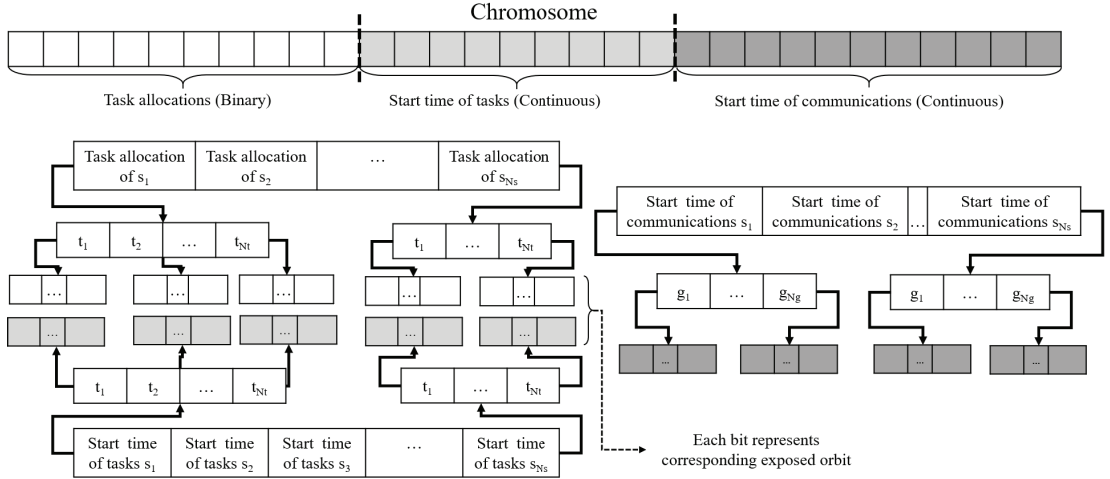 Chromosome
Task allocations (Binary)
Start time of tasks (Continuous)
Start time of communications (Continuous)
Task allocation of s1
Task allocation of s2
...
Task allocation of sNs
t1 t2 ... tNt
t1 ... tNt
... ... ... ... ...
... ... ... ... ...
t1 t2 ... tNt
t1 ... tNt
Start time of tasks s1
Start time of tasks s2
Start time of tasks s3
...
Start time of tasks sNs
Start time of communications s1
Start time of communications s2
...
Start time of communications sNs
g1 ... gNg
g1 ... gNg
... ... ... ...
Each bit represents
corresponding exposed orbit